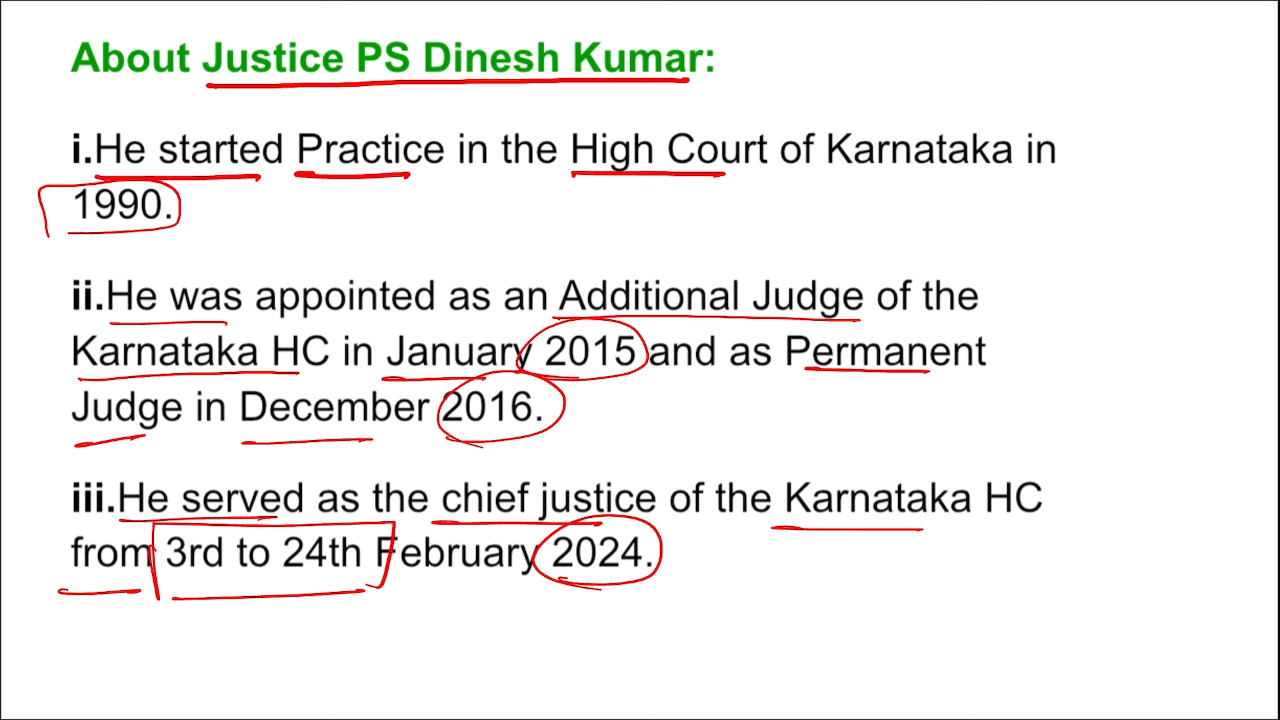 About Justice PS Dinesh Kumar:
i.He started Practice in the High Court of Karnataka in
1990.
ii.He was appointed as an Additional Judge of the
Karnataka HC in January 2015 and as Permanent
Judge in December 2016.
iii.He served as the chief justice of the Karnataka HC
from 3rd to 24th February 2024.